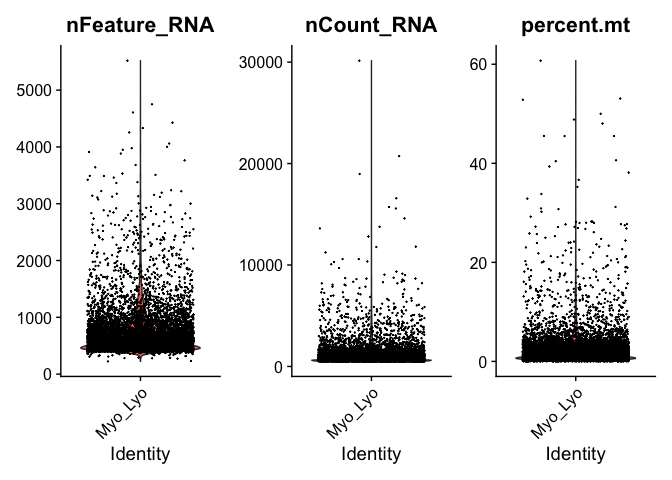 nFeature_RNA
5000
4000
3000
2000
1000
0
Myo_Lyo
Identity
nCount_RNA
30000
20000
10000
0
Myo_Lyo
Identity
percent.mt
60
40
20
0
Myo_Lyo
Identity